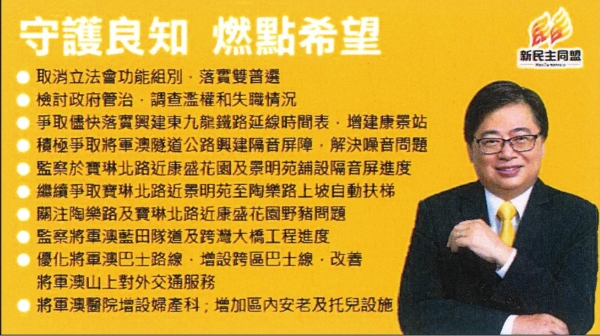 守護良知 燃點希望
新民主同盟
NeoDemocrats
取消立法會功能組別，落實雙普選
檢討政府管治，調查濫權和失職情況
爭取儘快落實興建東九龍鐵路延線時間表，增建康景站
積極爭取將軍澳隧道公路興建隔音屏障，解決噪音問題
監察於寶琳北路近康盛花園及景明苑舖設隔音屏進度
繼續爭取寶琳北路近景明苑至陶樂路上坡自動扶梯
關注陶樂路及寶琳北路近康盛花園野豬問題
監察將軍澳藍田隧道及跨灣大橋工程進度
優化將軍澳巴士路線，增設跨區巴士線，改善
將軍澳山上對外交通服務
將軍澳醫院增設婦產科；增加區內安老及托兒設施